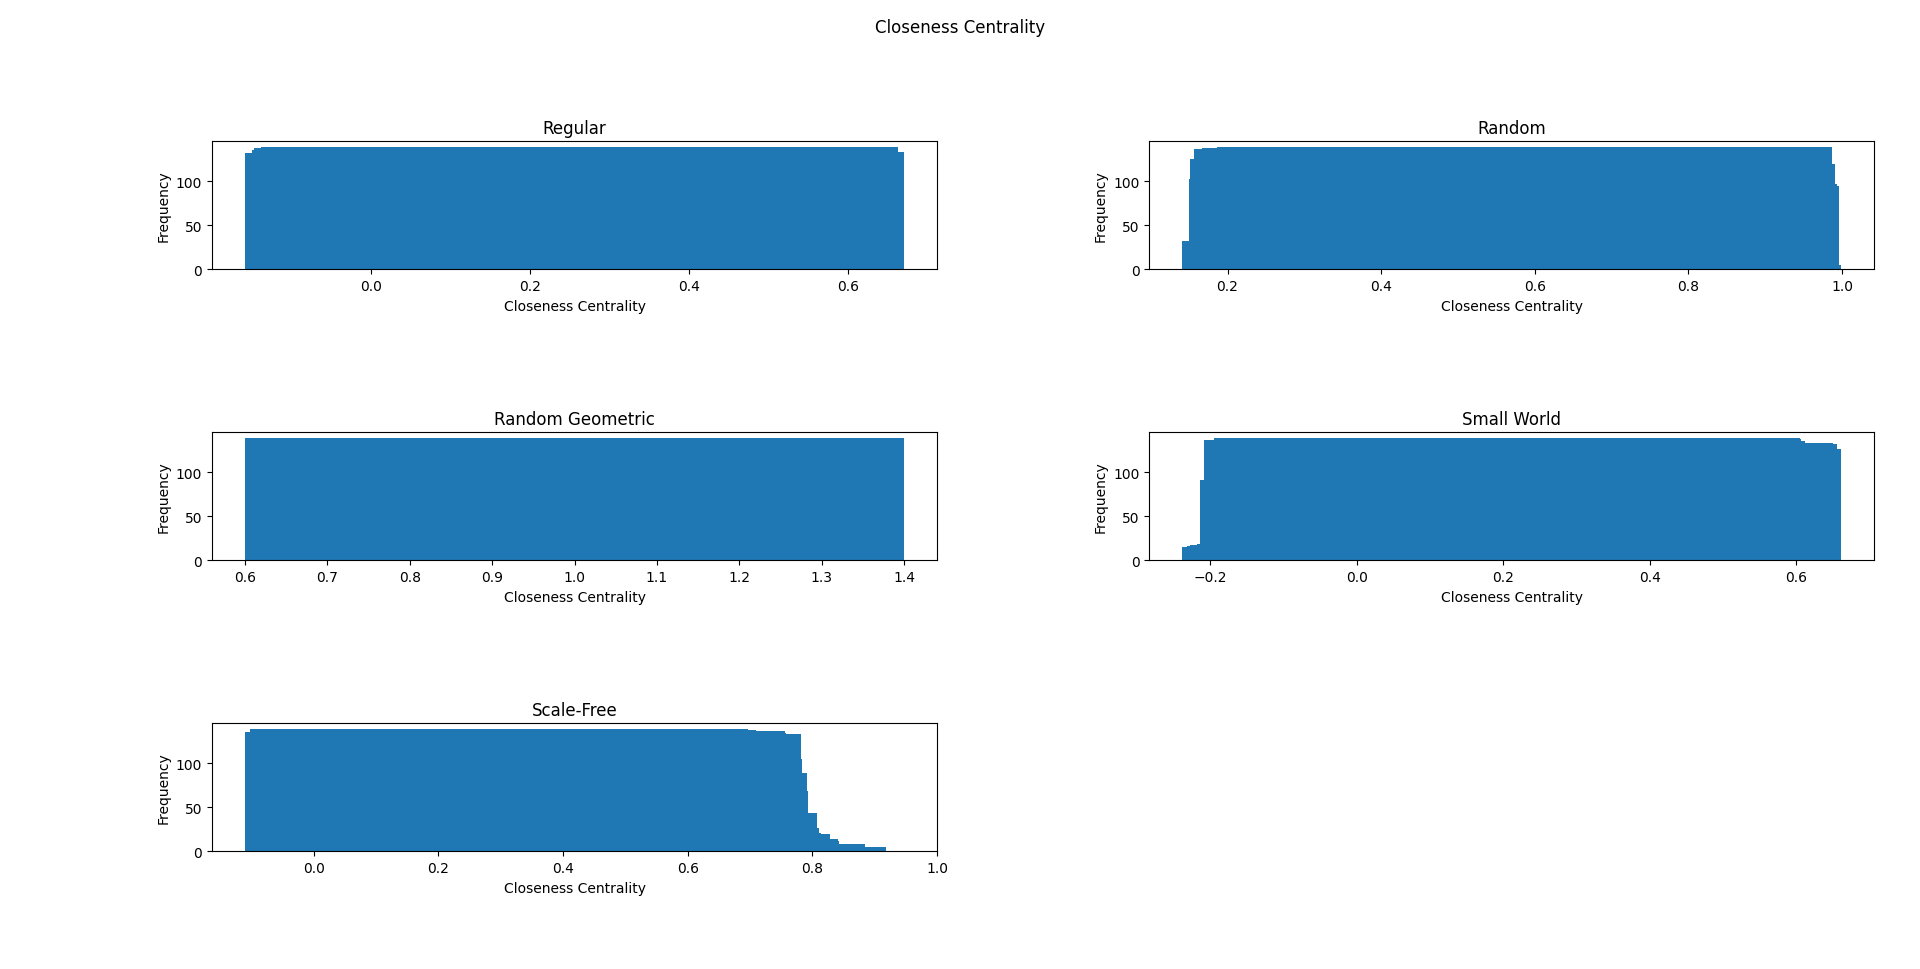 Closeness Centrality
Regular
Frequency
100
50
0
0.0 0.2 0.4 0.6
Closeness Centrality
Random
Frequency
100
50
0
0.2 0.4 0.6 0.8 1.0
Closeness Centrality
Random Geometric
Frequency
100
50
0
0.6 0.7 0.8 0.9 1.0 1.1 1.2 1.3 1.4
Closeness Centrality
Small World
Frequency
100
50
0
−0.2 0.0 0.2 0.4 0.6
Closeness Centrality
Scale-Free
Frequency
100
50
0
0.0 0.2 0.4 0.6 0.8 1.0
Closeness Centrality